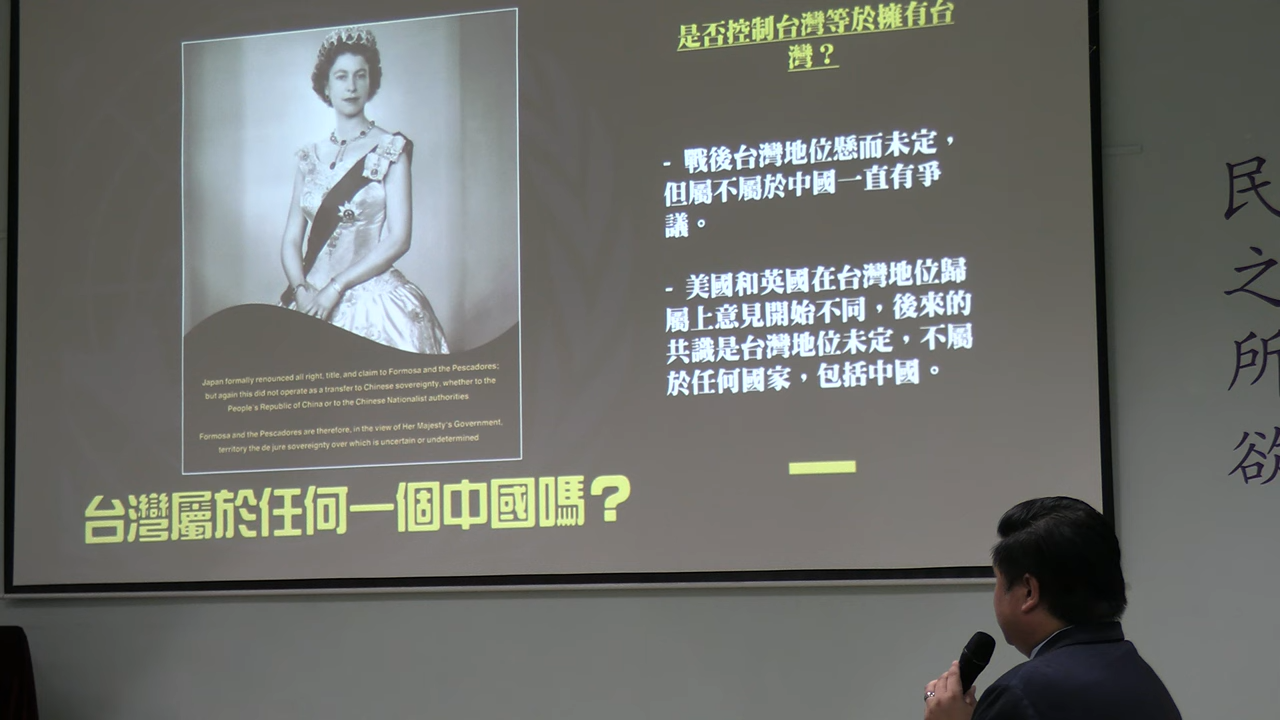 是否控制台灣等於擁有台
灣？
- 戰後台灣地位懸而未定，
但屬不屬於中國一直有爭
議。
- 美國和英國在台灣地位歸
屬上意見開始不同，後來的
共識是台灣地位未定，不屬
於任何國家，包括中國。
Japan formally renounced all right, title, and claim to Formosa and the Pescadores;
but again this did not operate as a transfer to Chinese sovereignty, whether to the
People's Republic of China or to the Chinese Nationalist authorities
Formosa and the Pescadores are therefore, in the view of Her Majesty's Government,
territory the de jure sovereignty over which is uncertain or undetermined
台灣屬於任何一個中國嗎？
民
之
所
欲